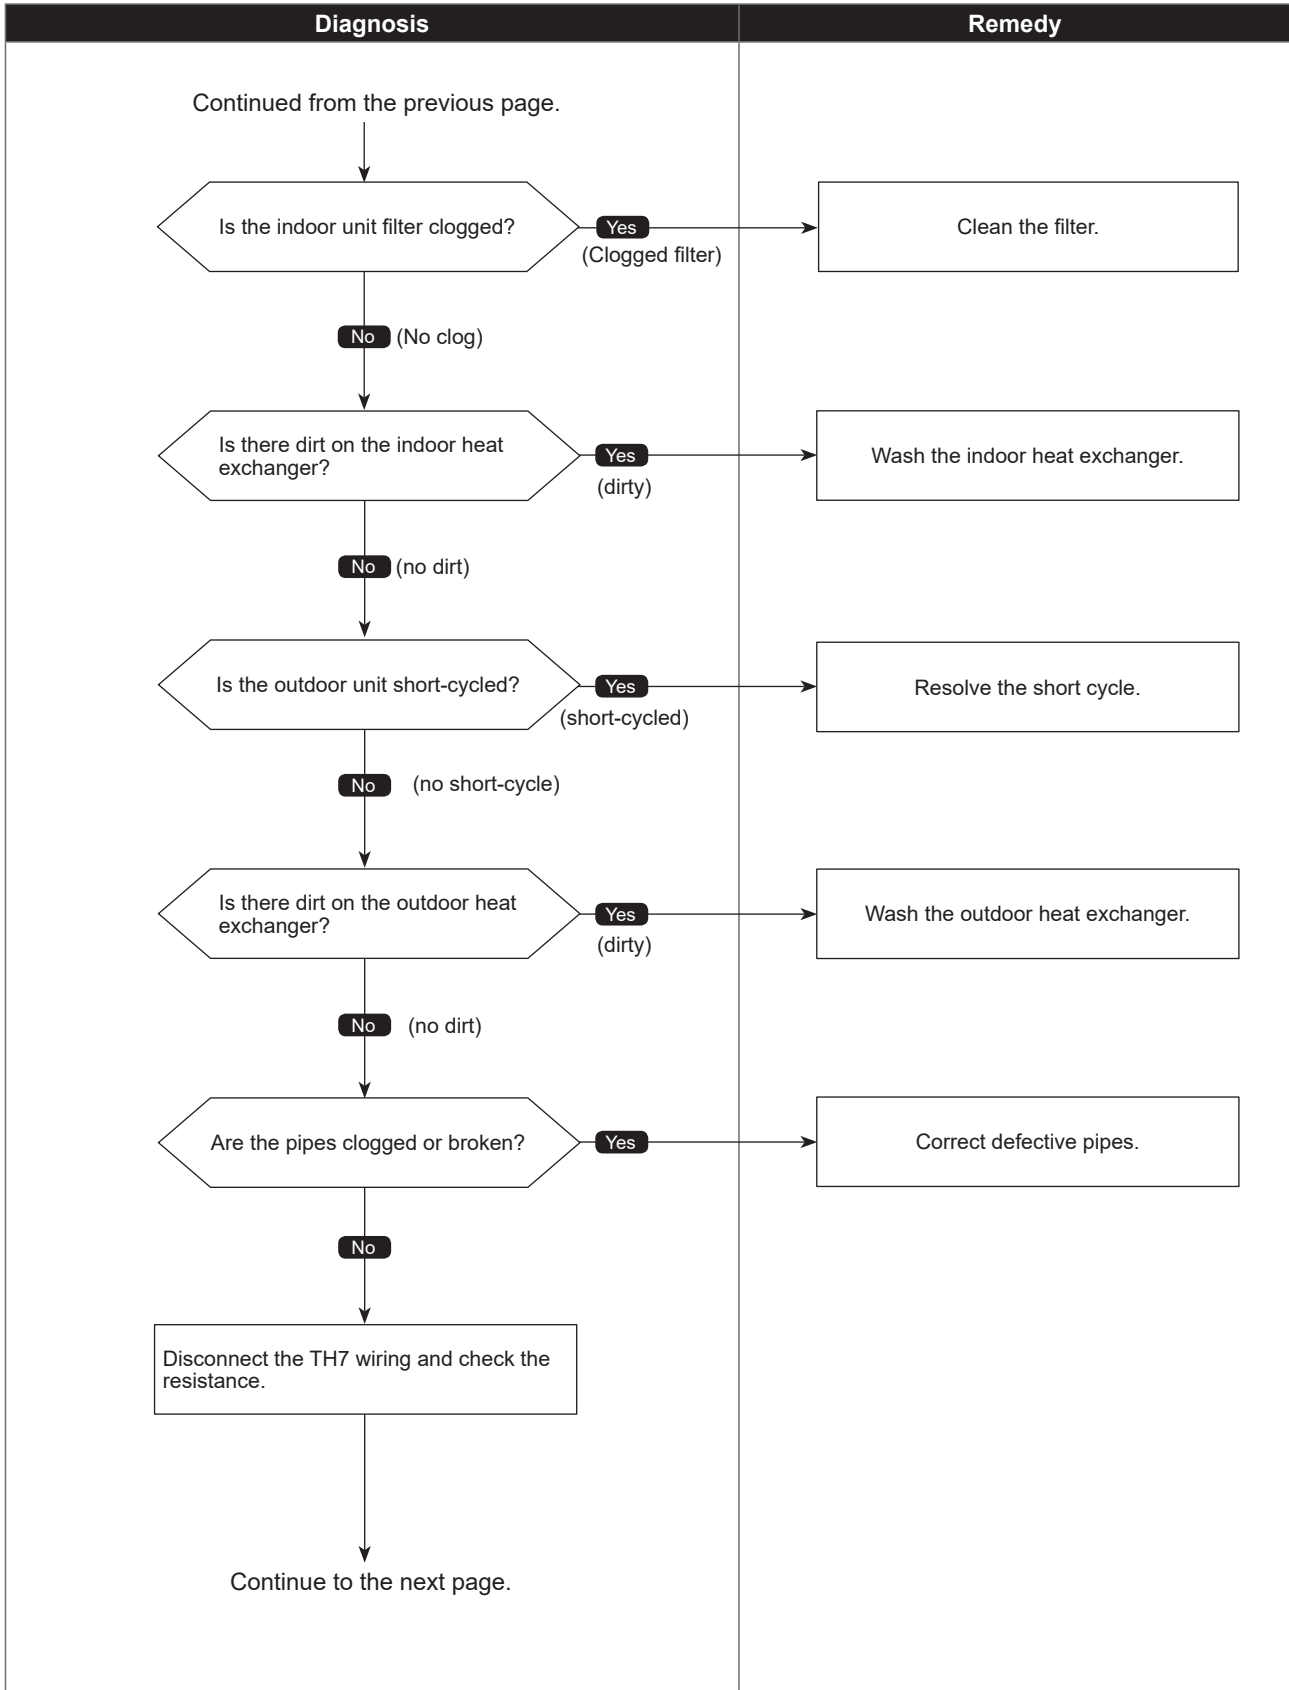 Diagnosis
Remedy
Continued from the previous page.
Is the indoor unit filter clogged?
Yes
(Clogged filter)
Clean the filter.
No (No clog)
Is there dirt on the indoor heat
exchanger?
Yes
(dirty)
Wash the indoor heat exchanger.
No (no dirt)
Is the outdoor unit short-cycled?
Yes
(short-cycled)
Resolve the short cycle.
No (no short-cycle)
Is there dirt on the outdoor heat
exchanger?
Yes
(dirty)
Wash the outdoor heat exchanger.
No (no dirt)
Are the pipes clogged or broken?
Yes
Correct defective pipes.
No
Disconnect the TH7 wiring and check the
resistance.
Continue to the next page.